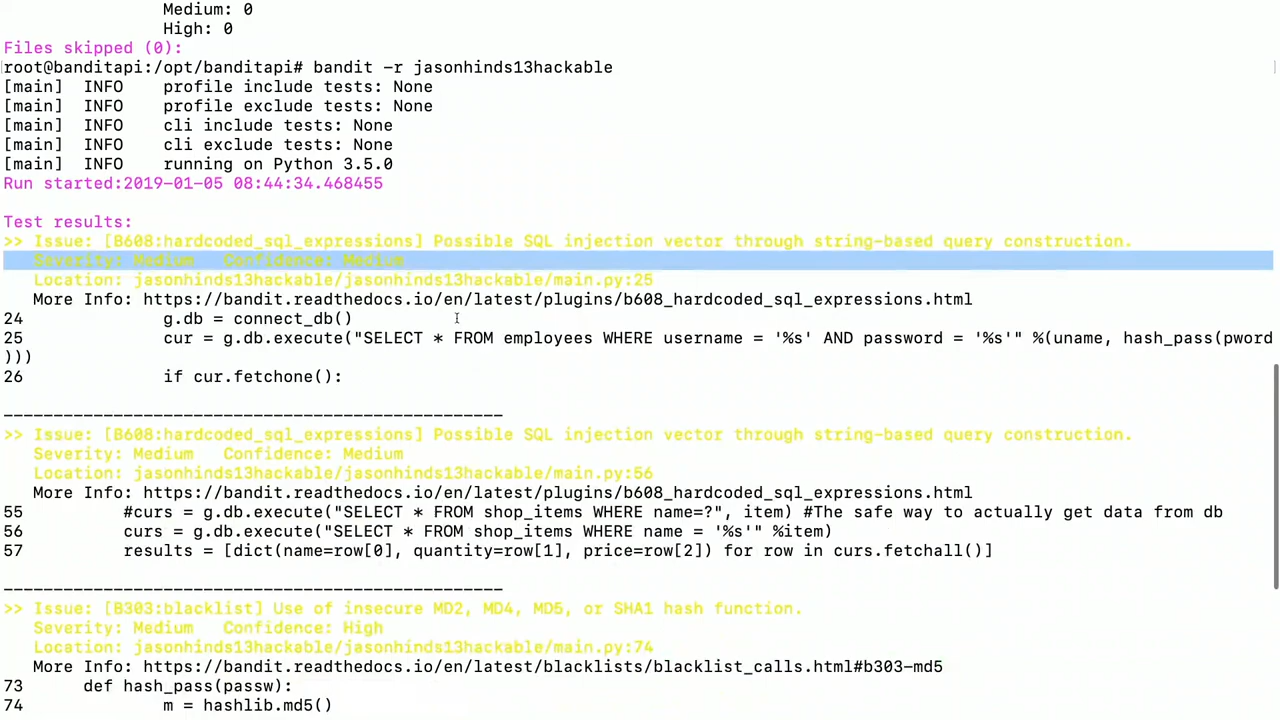 Medium: 0
High: 0
Files skipped (0):
root@banditapi:/opt/banditapi# bandit -r jasonhinds13hackable
[main]  INFO    profile include tests: None
[main]  INFO    profile exclude tests: None
[main]  INFO    cli include tests: None
[main]  INFO    cli exclude tests: None
[main]  INFO    running on Python 3.5.0
Run started:2019-01-05 08:44:34.468455
Test results:
>> Issue: [B608:hardcoded_sql_expressions] Possible SQL injection vector through string-based query construction.
Severity: Medium   Confidence: Medium
Location: jasonhinds13hackable/jasonhinds13hackable/main.py:25
More Info: https://bandit.readthedocs.io/en/latest/plugins/b608_hardcoded_sql_expressions.html
24              g.db = connect_db()
25              cur = g.db.execute("SELECT * FROM employees WHERE username = '%s' AND password = '%s'" %(uname, hash_pass(pword
)))
26              if cur.fetchone():
--------------------------------------------------
>> Issue: [B608:hardcoded_sql_expressions] Possible SQL injection vector through string-based query construction.
Severity: Medium   Confidence: Medium
Location: jasonhinds13hackable/jasonhinds13hackable/main.py:56
More Info: https://bandit.readthedocs.io/en/latest/plugins/b608_hardcoded_sql_expressions.html
55          #curs = g.db.execute("SELECT * FROM shop_items WHERE name=?", item) #The safe way to actually get data from db
56          curs = g.db.execute("SELECT * FROM shop_items WHERE name = '%s'" %item)
57          results = [dict(name=row[0], quantity=row[1], price=row[2]) for row in curs.fetchall()]
--------------------------------------------------
>> Issue: [B303:blacklist] Use of insecure MD2, MD4, MD5, or SHA1 hash function.
Severity: Medium   Confidence: High
Location: jasonhinds13hackable/jasonhinds13hackable/main.py:74
More Info: https://bandit.readthedocs.io/en/latest/blacklists/blacklist_calls.html#b303-md5
73      def hash_pass(passw):
74              m = hashlib.md5()